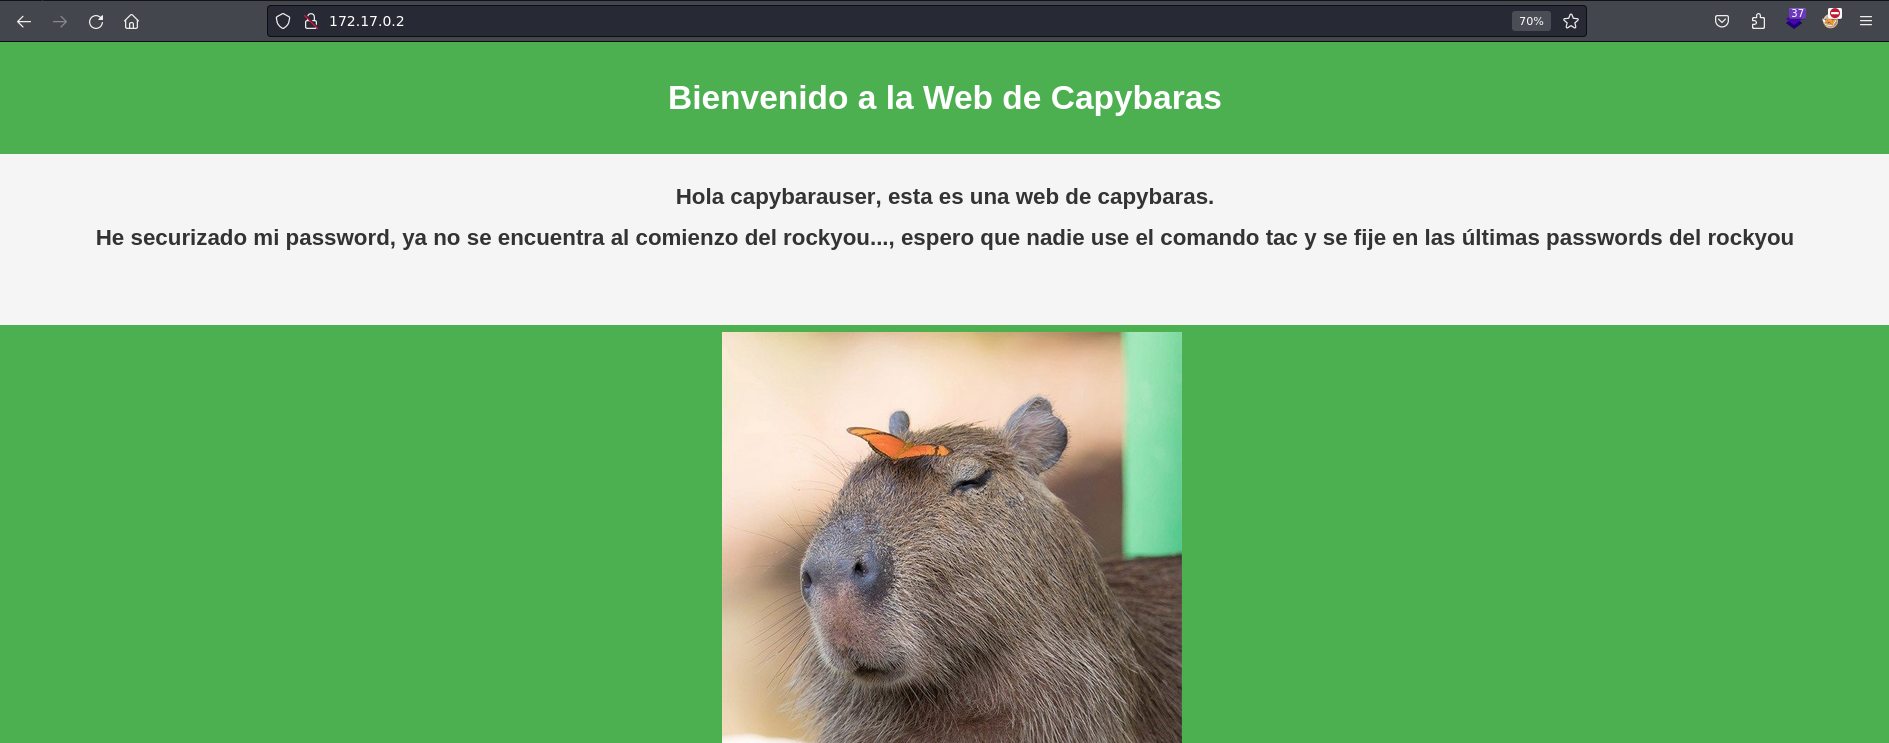 172.17.0.2
70%
37
Bienvenido a la Web de Capybaras
Hola capybarauser, esta es una web de capybaras.
He securizado mi password, ya no se encuentra al comienzo del rockyou..., espero que nadie use el comando tac y se fije en las últimas passwords del rockyou